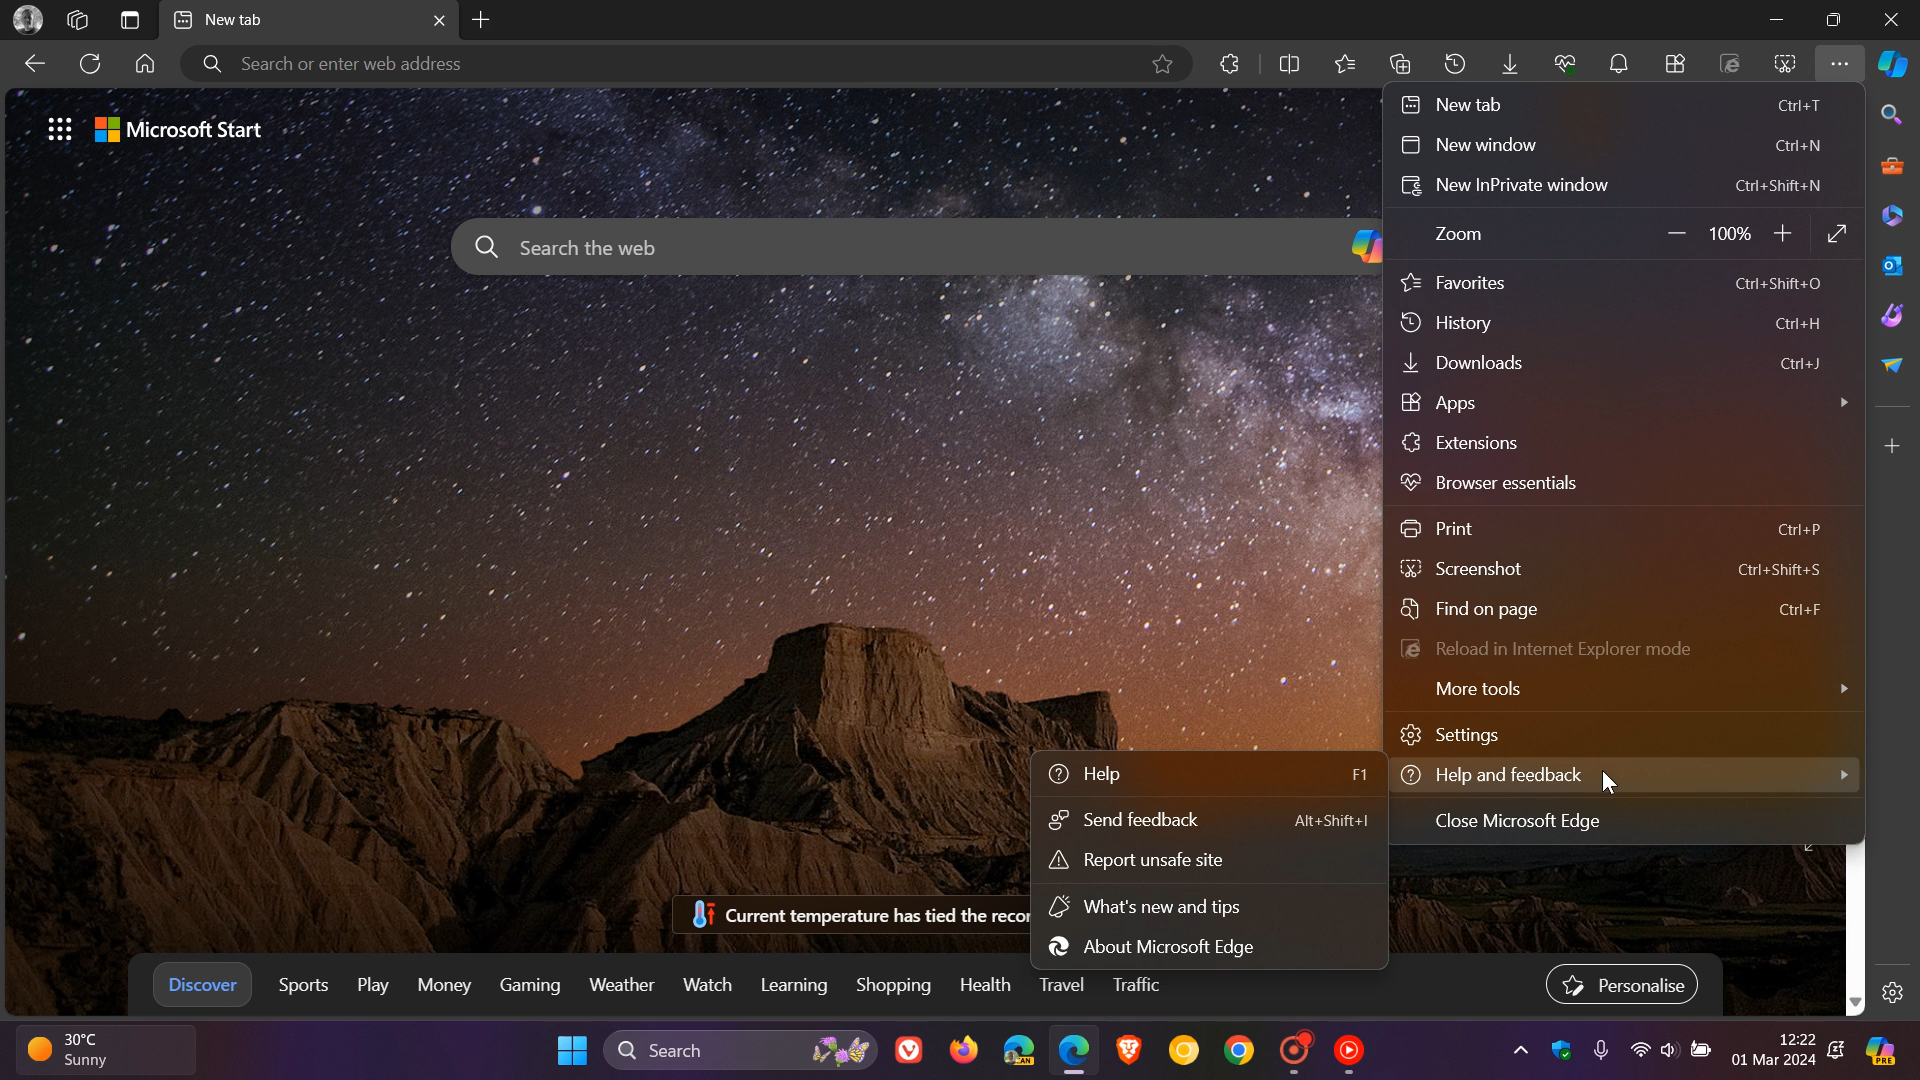 New tab
Search or enter web address
Microsoft Start
Search the web
New tab Ctrl+T
New window Ctrl+N
New InPrivate window Ctrl+Shift+N
Zoom 100%
Favorites Ctrl+Shift+O
History Ctrl+H
Downloads Ctrl+J
Apps
Extensions
Browser essentials
Print Ctrl+P
Screenshot Ctrl+Shift+S
Find on page Ctrl+F
Reload in Internet Explorer mode
More tools
Settings
Help and feedback
Close Microsoft Edge
Help F1
Send feedback Alt+Shift+I
Report unsafe site
What's new and tips
About Microsoft Edge
Current temperature has tied the recor
Discover Sports Play Money Gaming Weather Watch Learning Shopping Health Travel Traffic Personalise
30°C
Sunny
Search
CAN
12:22
01 Mar 2024
PRE